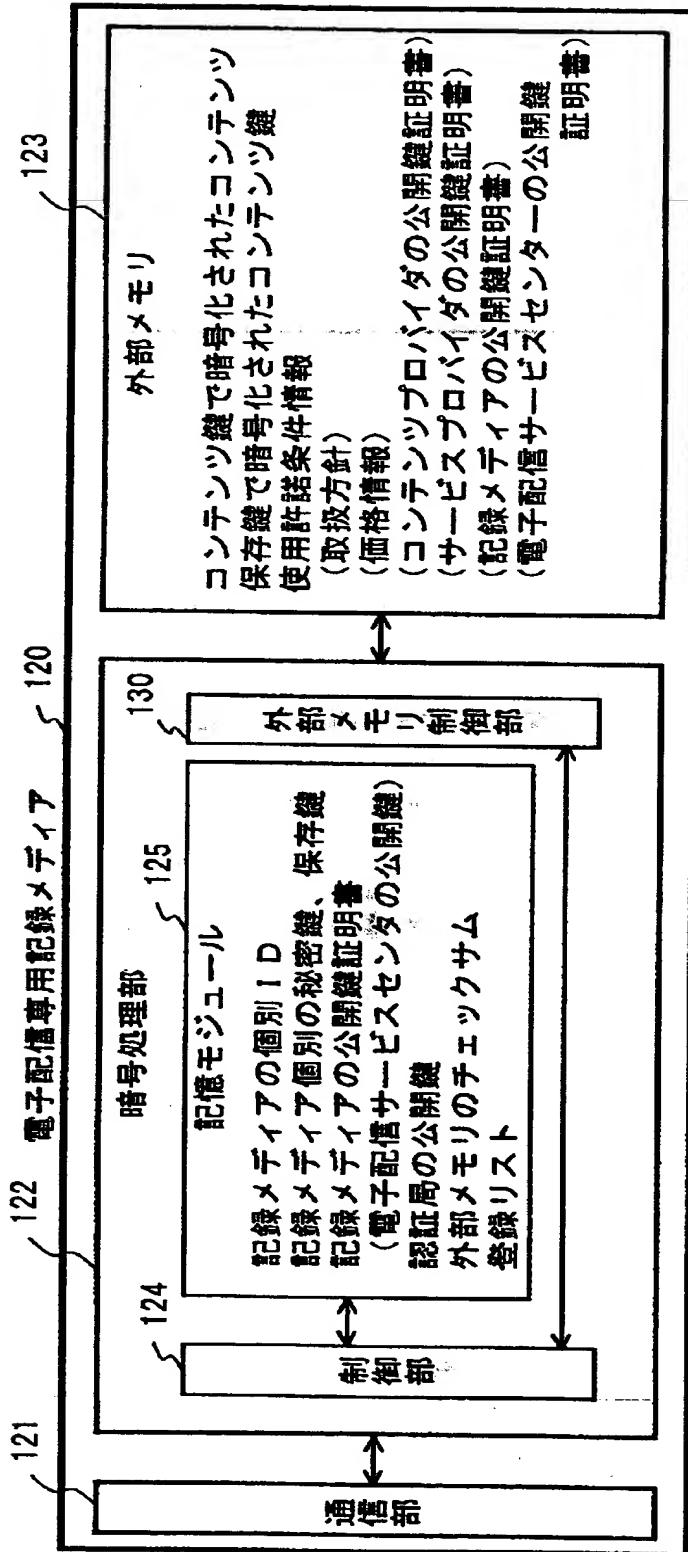 電子配信専用記録メディア
120
121
通信部
122
暗号処理部
124
制御部
125
記憶モジュール
記録メディアの個別ID
記録メディア個別の秘密鍵、保存鍵
記録メディアの公開鍵証明書
(電子配信サービスセンタの公開鍵)
認証局の公開鍵
外部メモリのチェックサム
登録リスト
130
外部メモリ制御部
123
外部メモリ
コンテンツ鍵で暗号化されたコンテンツ
保存鍵で暗号化されたコンテンツ鍵
使用許諾条件情報
(取扱方針)
(価格情報)
(コンテンツプロバイダの公開鍵証明書)
(サービスプロバイダの公開鍵証明書)
(記録メディアの公開鍵証明書)
(電子配信サービスセンターの公開鍵
証明書)